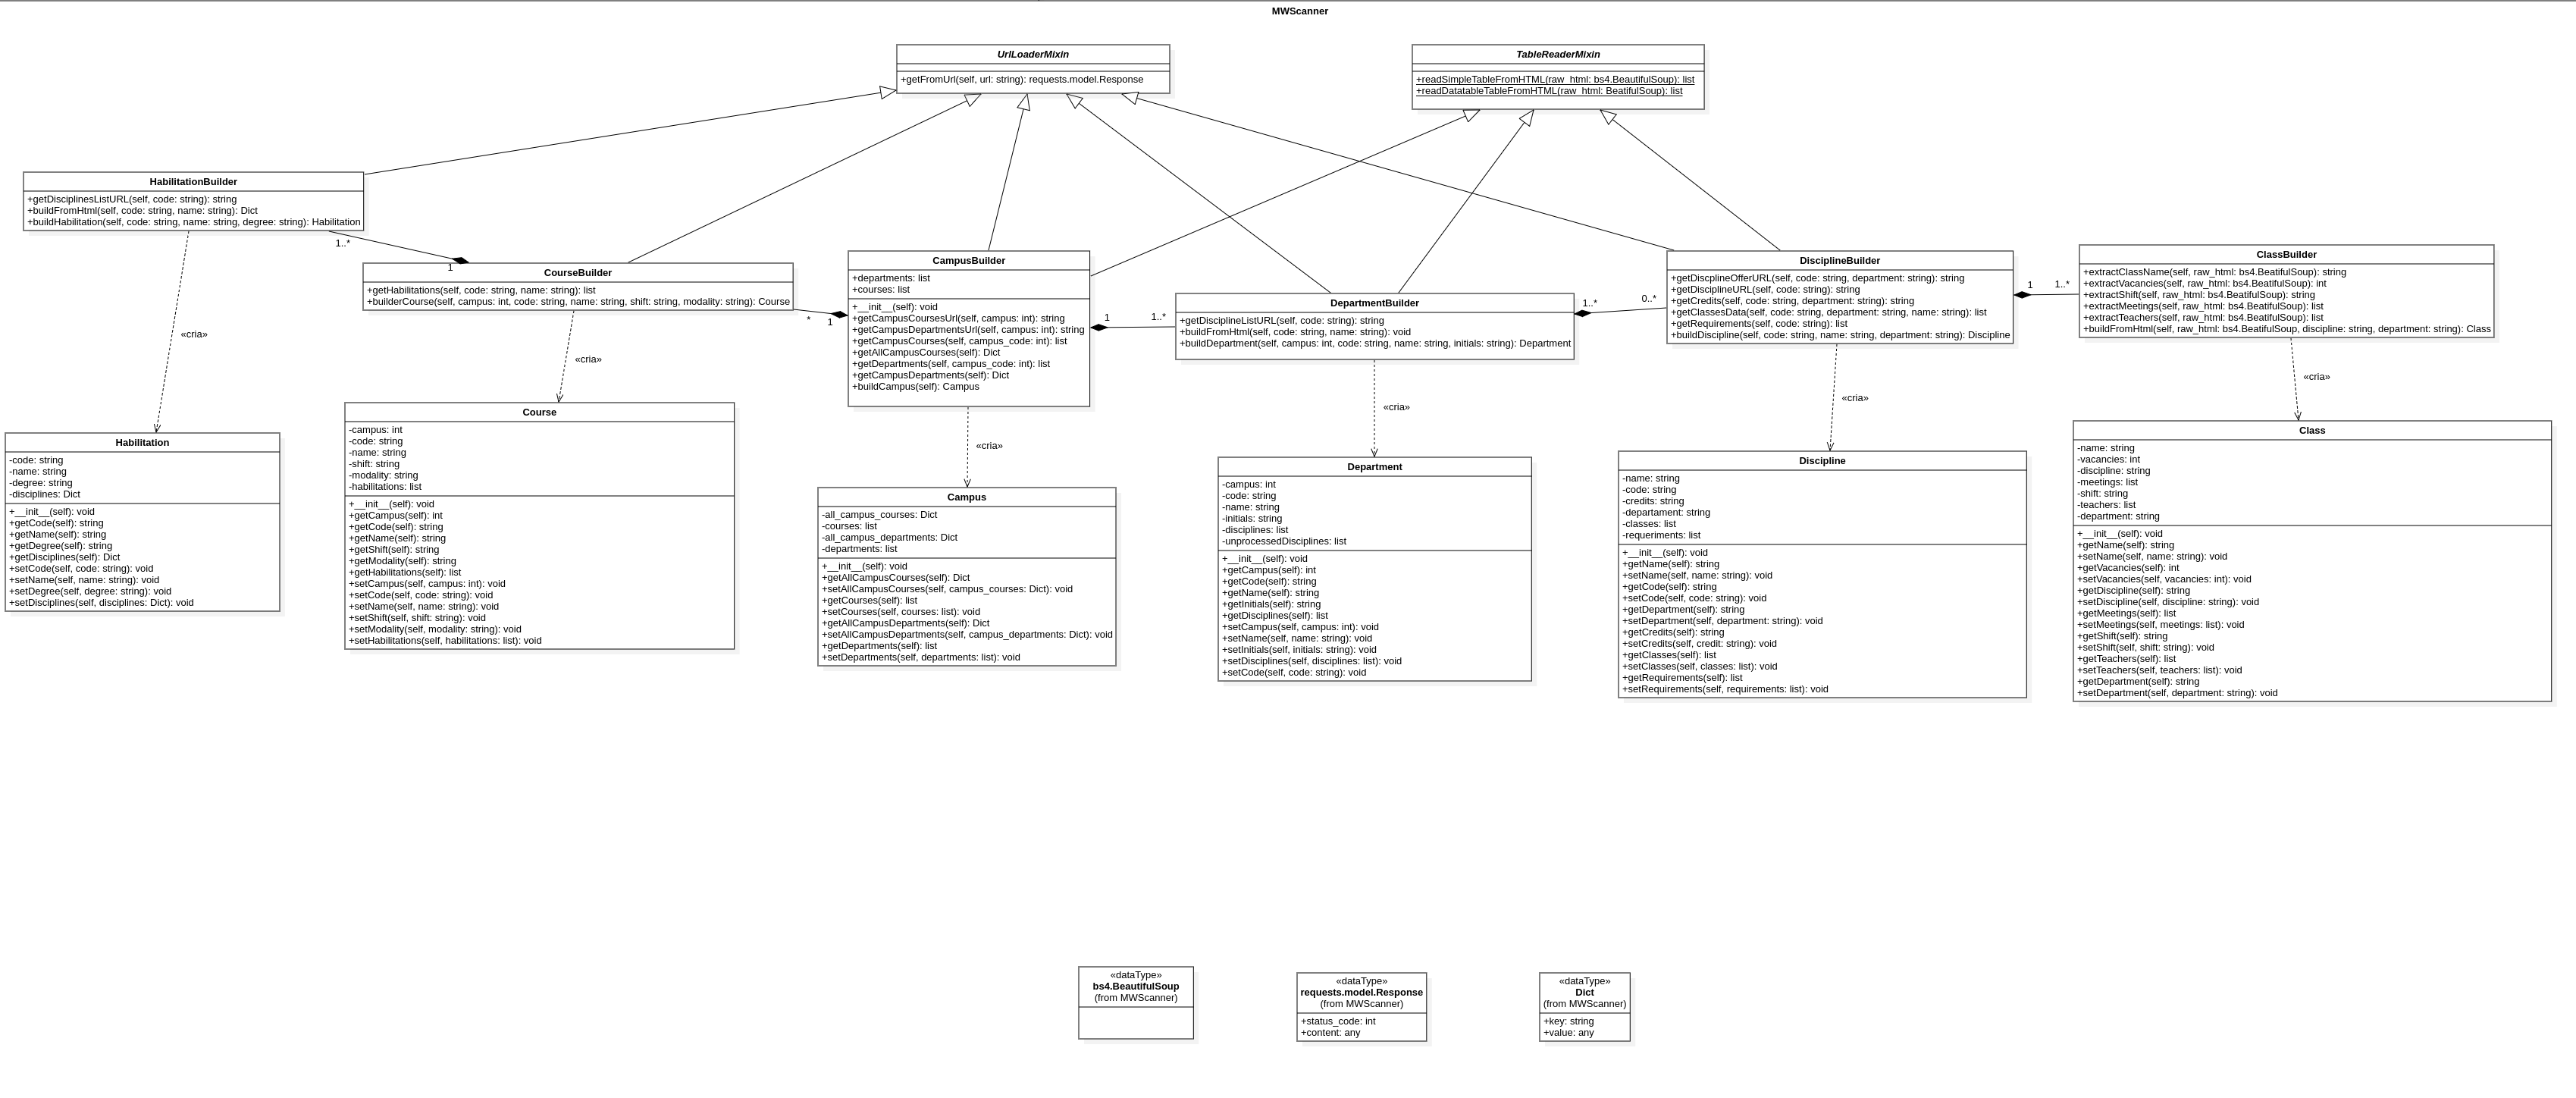 MWScanner
UrlLoaderMixin
+getFromUrl(self, url: string): requests.model.Response
TableReaderMixin
+readSimpleTableFromHTML(raw_html: bs4.BeautifulSoup): list
+readDatatableFromHTML(raw_html: BeatifulSoup): list
HabilitationBuilder
+getDisciplinesListURL(self, code: string): string
+buildFromHtml(self, code: string, name: string): Dict
+buildHabilitation(self, code: string, name: string, degree: string): Habilitation
1..*
1
CourseBuilder
+getHabilitations(self, code: string, name: string): list
+builderCourse(self, campus: int, code: string, name: string, shift: string, modality: string): Course
*
1
CampusBuilder
+departments: list
+courses: list
+__init__(self): void
+getCampusCoursesUrl(self, campus: int): string
+getCampusDepartmentsUrl(self, campus: int): string
+getCampusCourses(self, campus_code: int): list
+getAllCampusCourses(self): Dict
+getDepartments(self, campus_code: int): list
+getCampusDepartments(self): Dict
+buildCampus(self): Campus
1
1..*
DepartmentBuilder
+getDisciplineListURL(self, code: string): string
+buildFromHtml(self, code: string, name: string): void
+buildDepartment(self, campus: int, code: string, name: string, initials: string): Department
1..*
0..*
DisciplineBuilder
+getDiscplineOfferURL(self, code: string, department: string): string
+getDisciplineURL(self, code: string): string
+getCredits(self, code: string, department: string): string
+getClassesData(self, code: string, department: string, name: string): list
+getRequirements(self, code: string): list
+buildDiscipline(self, code: string, name: string, department: string): Discipline
1
1..*
ClassBuilder
+extractClassName(self, raw_html: bs4.BeatifulSoup): string
+extractVacancies(self, raw_html: bs4.BeatifulSoup): int
+extractShift(self, raw_html: bs4.BeatifulSoup): string
+extractMeetings(self, raw_html: bs4.BeatifulSoup): list
+extractTeachers(self, raw_html: bs4.BeatifulSoup): list
+buildFromHtml(self, raw_html: bs4.BeatifulSoup, discipline: string, department: string): Class
«cria»
«cria»
«cria»
«cria»
«cria»
«cria»
Habilitation
-code: string
-name: string
-degree: string
-disciplines: Dict
+__init__(self): void
+getCode(self): string
+getName(self): string
+getDegree(self): string
+getDisciplines(self): Dict
+setCode(self, code: string): void
+setName(self, name: string): void
+setDegree(self, degree: string): void
+setDisciplines(self, disciplines: Dict): void
Course
-campus: int
-code: string
-name: string
-shift: string
-modality: string
-habilitations: list
+__init__(self): void
+getCampus(self): int
+getCode(self): string
+getName(self): string
+getShift(self): string
+getModality(self): string
+getHabilitations(self): list
+setCampus(self, campus: int): void
+setCode(self, code: string): void
+setName(self, name: string): void
+setShift(self, shift: string): void
+setModality(self, modality: string): void
+setHabilitations(self, habilitations: list): void
Campus
-all_campus_courses: Dict
-courses: list
-all_campus_departments: Dict
-departments: list
+__init__(self): void
+getAllCampusCourses(self): Dict
+setAllCampusCourses(self, campus_courses: Dict): void
+getCourses(self): list
+setCourses(self, courses: list): void
+getAllCampusDepartments(self): Dict
+setAllCampusDepartments(self, campus_departments: Dict): void
+getDepartments(self): list
+setDepartments(self, departments: list): void
Department
-campus: int
-code: string
-name: string
-initials: string
-disciplines: list
-unprocessedDisciplines: list
+__init__(self): void
+getCampus(self): int
+getCode(self): string
+getName(self): string
+getInitials(self): string
+getDisciplines(self): list
+setCampus(self, campus: int): void
+setName(self, name: string): void
+setInitials(self, initials: string): void
+setDisciplines(self, disciplines: list): void
+setCode(self, code: string): void
Discipline
-name: string
-code: string
-credits: string
-departament: string
-classes: list
-requeriments: list
+__init__(self): void
+getName(self): string
+setName(self, name: string): void
+getCode(self): string
+setCode(self, code: string): void
+getDepartment(self): string
+setDepartment(self, department: string): void
+getCredits(self): string
+setCredits(self, credit: string): void
+getClasses(self): list
+setClasses(self, classes: list): void
+getRequirements(self): list
+setRequirements(self, requirements: list): void
Class
-name: string
-vacancies: int
-discipline: string
-meetings: list
-shift: string
-teachers: list
-department: string
+__init__(self): void
+getName(self): string
+setName(self, name: string): void
+getVacancies(self): int
+setVacancies(self, vacancies: int): void
+getDiscipline(self): string
+setDiscipline(self, discipline: string): void
+getMeetings(self): list
+setMeetings(self, meetings: list): void
+getShift(self): string
+setShift(self, shift: string): void
+getTeachers(self): list
+setTeachers(self, teachers: list): void
+getDepartment(self): string
+setDepartment(self, department: string): void
«dataType»
bs4.BeautifulSoup
(from MWScanner)
«dataType»
requests.model.Response
(from MWScanner)
+status_code: int
+content: any
«dataType»
Dict
(from MWScanner)
+key: string
+value: any